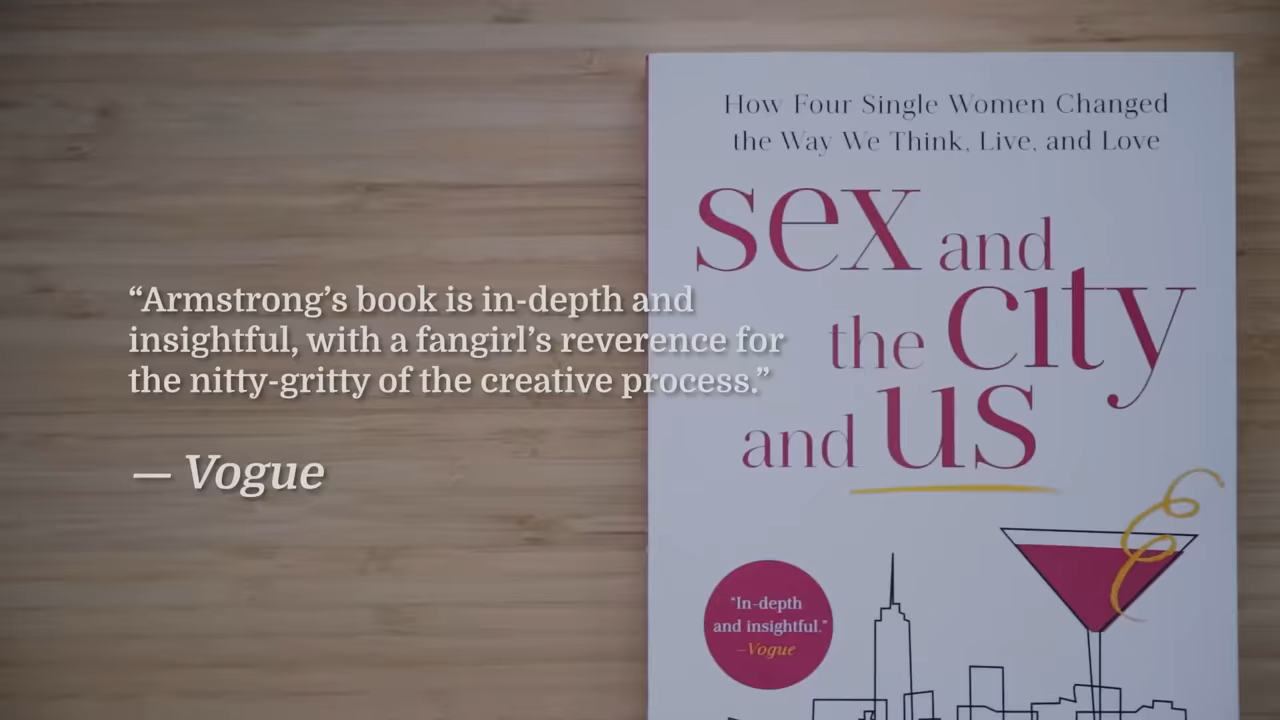 “Armstrong’s book is in-depth and
insightful, with a fangirl’s reverence for
the nitty-gritty of the creative process.”
— Vogue
How Four Single Women Changed
the Way We Think, Live, and Love
sex and
the city
and us
“In-depth
and insightful.”
–Vogue